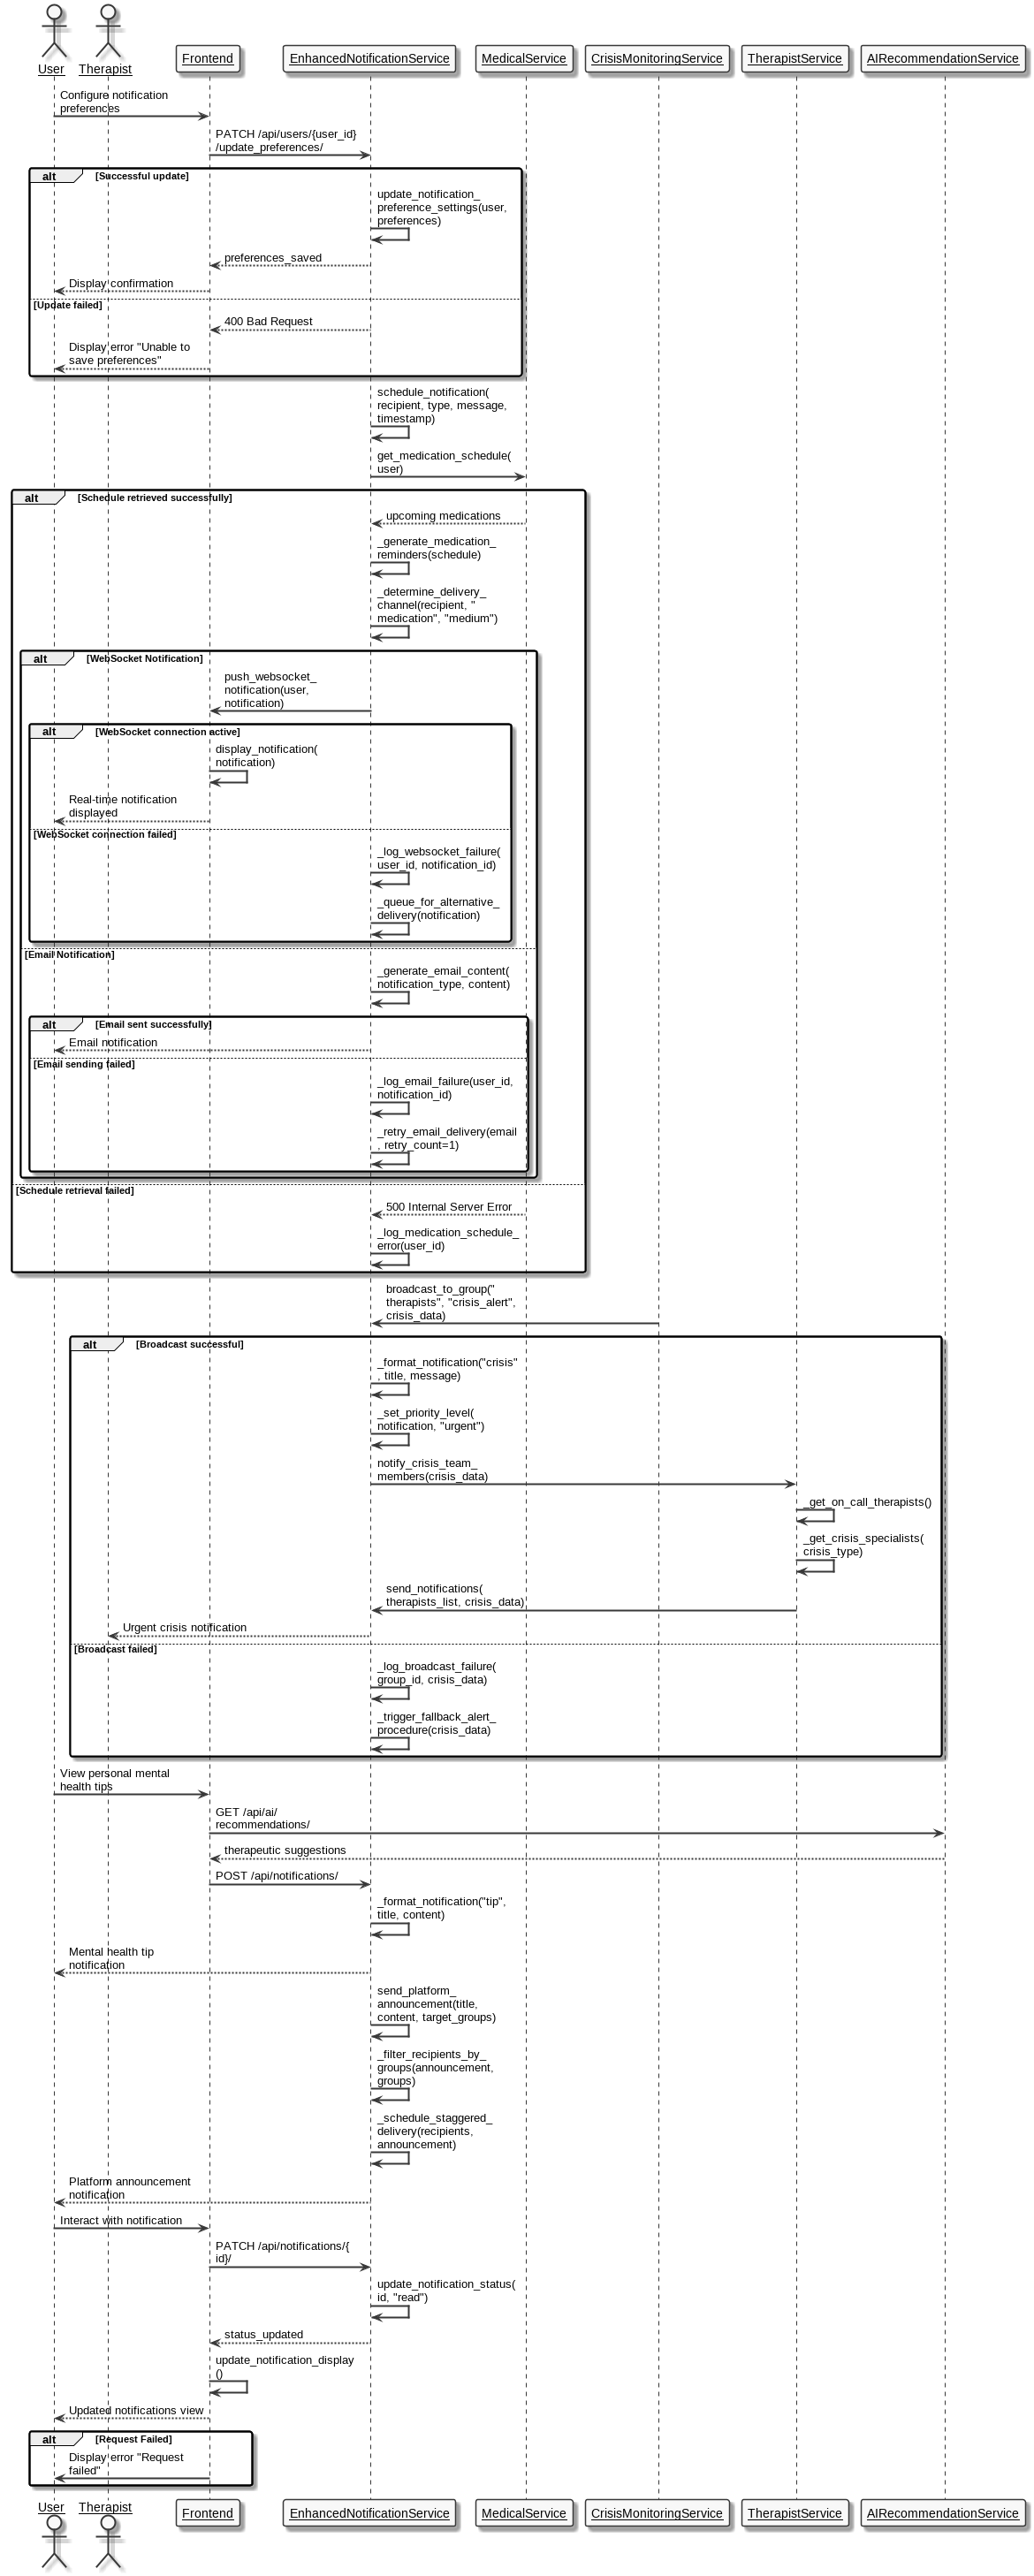 User
Therapist
Frontend
EnhancedNotificationService
MedicalService
CrisisMonitoringService
TherapistService
AIRecommendationService
Configure notification
preferences
PATCH /api/users/{user_id}
/update_preferences/
alt
[Successful update]
update_notification_
preference_settings(user,
preferences)
preferences_saved
Display confirmation
[Update failed]
400 Bad Request
Display error "Unable to
save preferences"
schedule_notification(
recipient, type, message,
timestamp)
get_medication_schedule(
user)
alt
[Schedule retrieved successfully]
upcoming medications
_generate_medication_
reminders(schedule)
_determine_delivery_
channel(recipient, "
medication", "medium")
alt
[WebSocket Notification]
push_websocket_
notification(user,
notification)
alt
[WebSocket connection active]
display_notification(
notification)
Real-time notification
displayed
[WebSocket connection failed]
_log_websocket_failure(
user_id, notification_id)
_queue_for_alternative_
delivery(notification)
[Email Notification]
_generate_email_content(
notification_type, content)
alt
[Email sent successfully]
Email notification
[Email sending failed]
_log_email_failure(user_id,
notification_id)
_retry_email_delivery(email
, retry_count=1)
[Schedule retrieval failed]
500 Internal Server Error
_log_medication_schedule_
error(user_id)
broadcast_to_group("
therapists", "crisis_alert",
crisis_data)
alt
[Broadcast successful]
_format_notification("crisis"
, title, message)
_set_priority_level(
notification, "urgent")
notify_crisis_team_
members(crisis_data)
_get_on_call_therapists()
_get_crisis_specialists(
crisis_type)
send_notifications(
therapists_list, crisis_data)
Urgent crisis notification
[Broadcast failed]
_log_broadcast_failure(
group_id, crisis_data)
_trigger_fallback_alert_
procedure(crisis_data)
View personal mental
health tips
GET /api/ai/
recommendations/
therapeutic suggestions
POST /api/notifications/
_format_notification("tip",
title, content)
Mental health tip
notification
send_platform_
announcement(title,
content, target_groups)
_filter_recipients_by_
groups(announcement,
groups)
_schedule_staggered_
delivery(recipients,
announcement)
Platform announcement
notification
Interact with notification
PATCH /api/notifications/{
id}/
update_notification_status(
id, "read")
status_updated
update_notification_display
()
Updated notifications view
alt
[Request Failed]
Display error "Request
failed"
User
Therapist
Frontend
EnhancedNotificationService
MedicalService
CrisisMonitoringService
TherapistService
AIRecommendationService